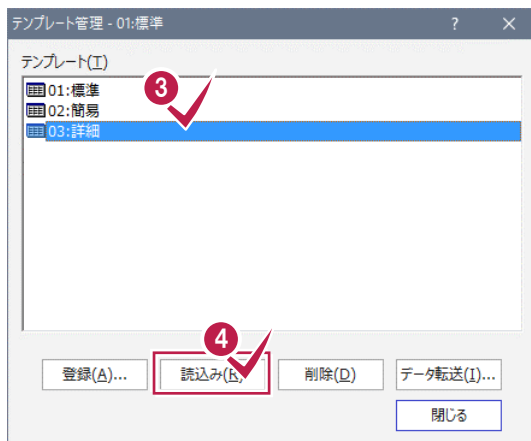 テンプレート管理 - 01:標準 ? ×
テンプレート(T)
01:標準
02:簡易
03:詳細
3
4
登録(A)... 読込み(R) 削除(D) データ転送(I)...
閉じる